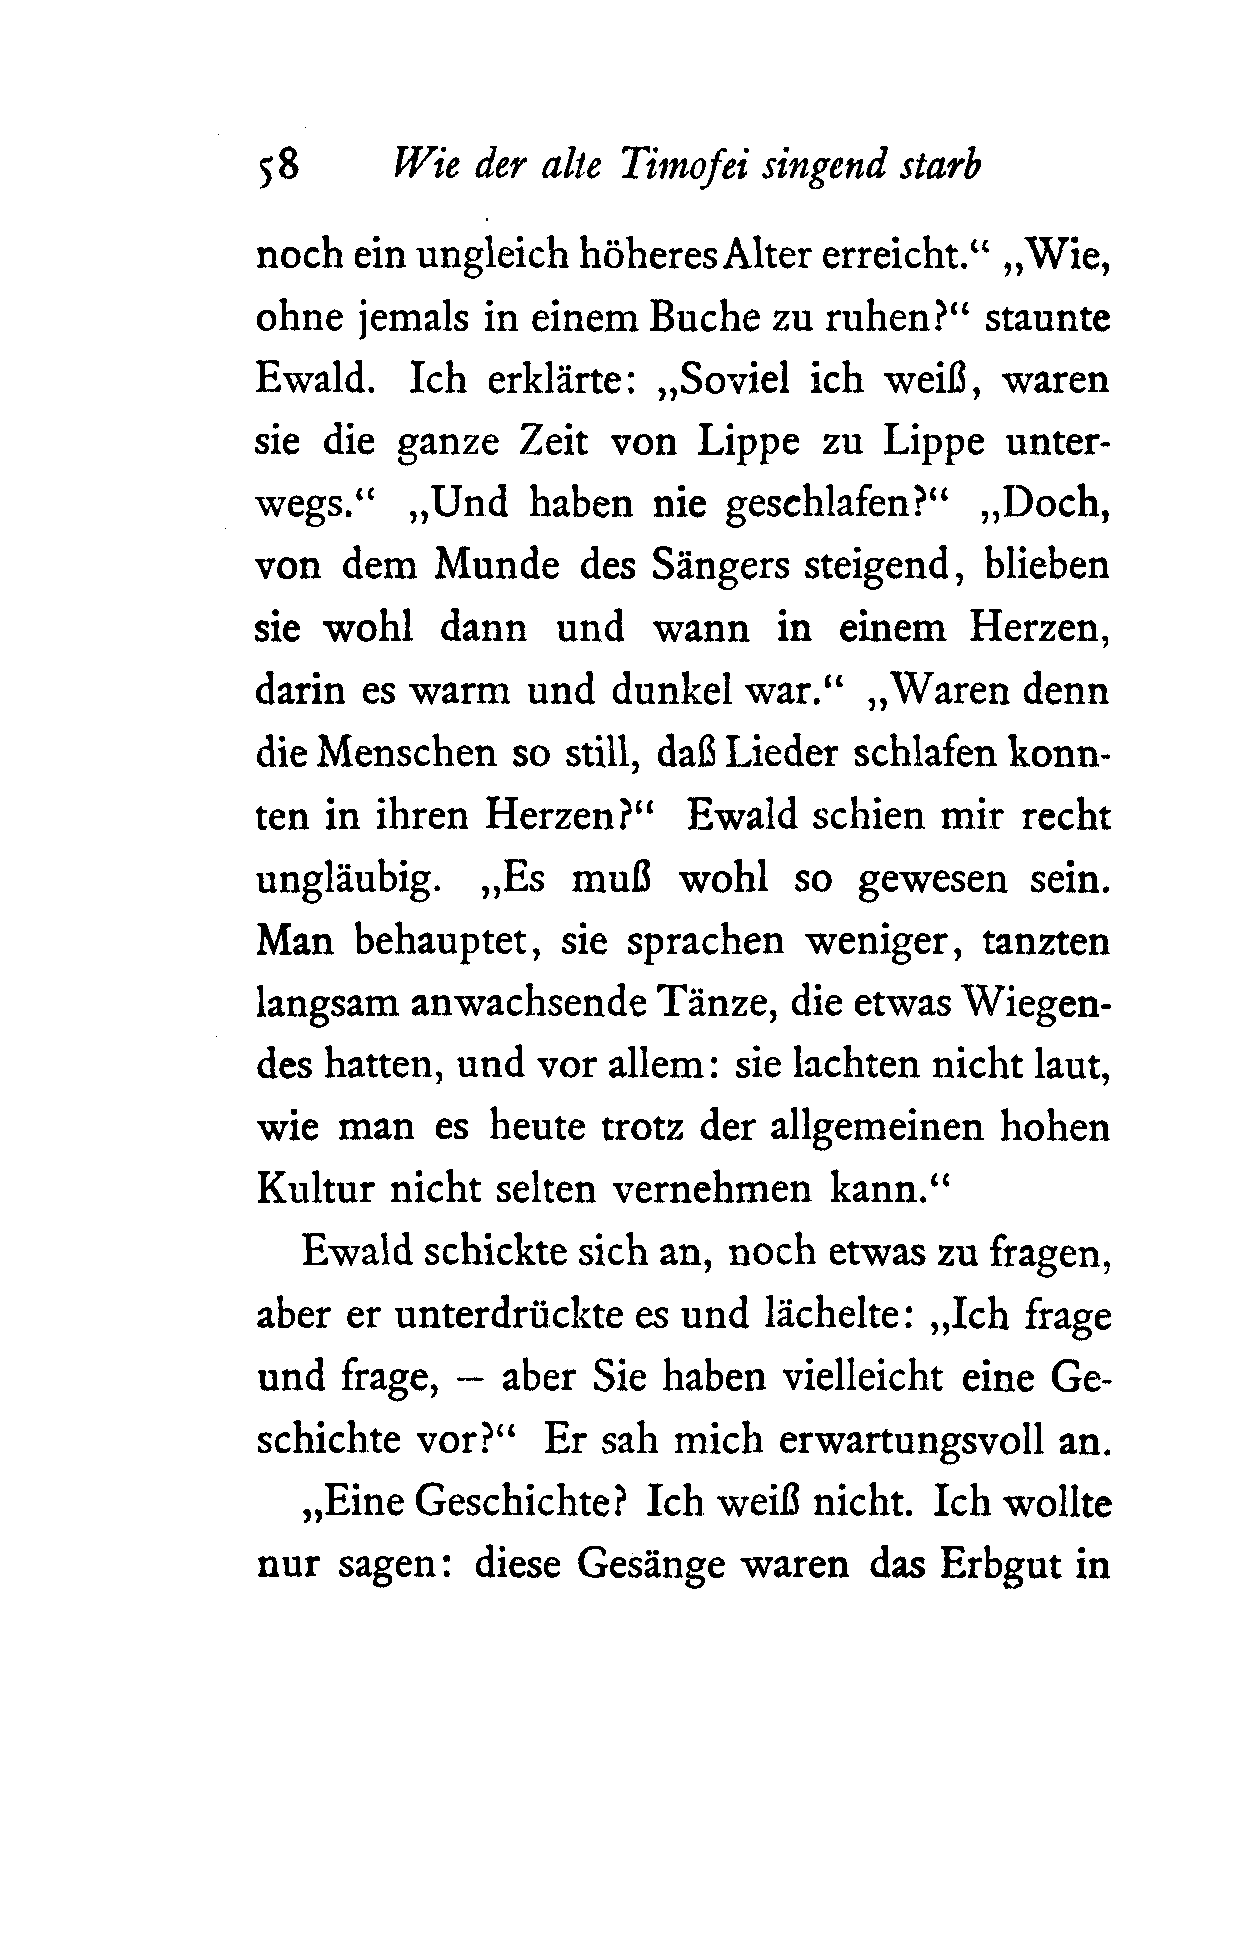 58 Wie der alte Timofei singend starb
noch ein ungleich höheres Alter erreicht.“ „Wie,
ohne jemals in einem Buche zu ruhen?“ staunte
Ewald. Ich erklärte: „Soviel ich weiß, waren
sie die ganze Zeit von Lippe zu Lippe unter-
wegs.“ „Und haben nie geschlafen?“ „Doch,
von dem Munde des Sängers steigend, blieben
sie wohl dann und wann in einem Herzen,
darin es warm und dunkel war.“ „Waren denn
die Menschen so still, daß Lieder schlafen konn-
ten in ihren Herzen?“ Ewald schien mir recht
ungläubig. „Es muß wohl so gewesen sein.
Man behauptet, sie sprachen weniger, tanzten
langsam anwachsende Tänze, die etwas Wiegen-
des hatten, und vor allem: sie lachten nicht laut,
wie man es heute trotz der allgemeinen hohen
Kultur nicht selten vernehmen kann.“
Ewald schickte sich an, noch etwas zu fragen,
aber er unterdrückte es und lächelte: „Ich frage
und frage, – aber Sie haben vielleicht eine Ge-
schichte vor?“ Er sah mich erwartungsvoll an.
„Eine Geschichte? Ich weiß nicht. Ich wollte
nur sagen: diese Gesänge waren das Erbgut in